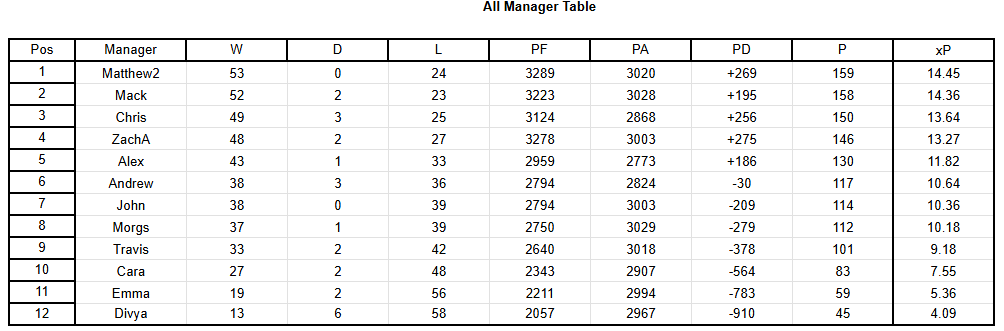 All Manager Table
Pos Manager W D L PF PA PD P xP
1 Matthew2 53 0 24 3289 3020 +269 159 14.45
2 Mack 52 2 23 3223 3028 +195 158 14.36
3 Chris 49 3 25 3124 2868 +256 150 13.64
4 ZachA 48 2 27 3278 3003 +275 146 13.27
5 Alex 43 1 33 2959 2773 +186 130 11.82
6 Andrew 38 3 36 2794 2824 -30 117 10.64
7 John 38 0 39 2794 3003 -209 114 10.36
8 Morgs 37 1 39 2750 3029 -279 112 10.18
9 Travis 33 2 42 2640 3018 -378 101 9.18
10 Cara 27 2 48 2343 2907 -564 83 7.55
11 Emma 19 2 56 2211 2994 -783 59 5.36
12 Divya 13 6 58 2057 2967 -910 45 4.09